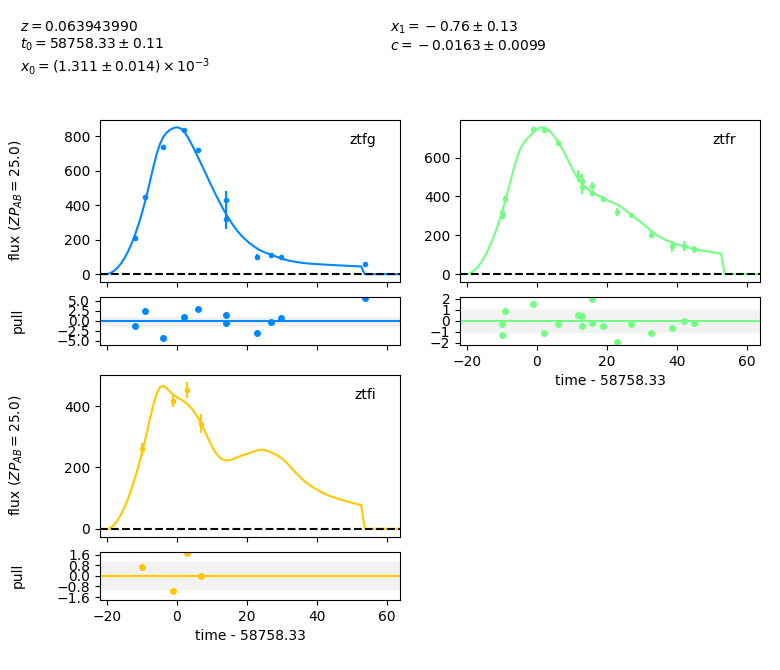 z = 0.063943990
t₀ = 58758.33 ± 0.11
x₀ = (1.311 ± 0.014) × 10⁻³
x₁ = −0.76 ± 0.13
c = −0.0163 ± 0.0099
flux (ZP_AB = 25.0)
800
600
400
200
0
ztfg
600
400
200
0
ztfr
pull
5.0
2.5
0.0
−2.5
−5.0
2
1
0
−1
−2
−20 0 20 40 60
time - 58758.33
flux (ZP_AB = 25.0)
400
200
0
ztfi
pull
1.6
0.8
0.0
−0.8
−1.6
−20 0 20 40 60
time - 58758.33